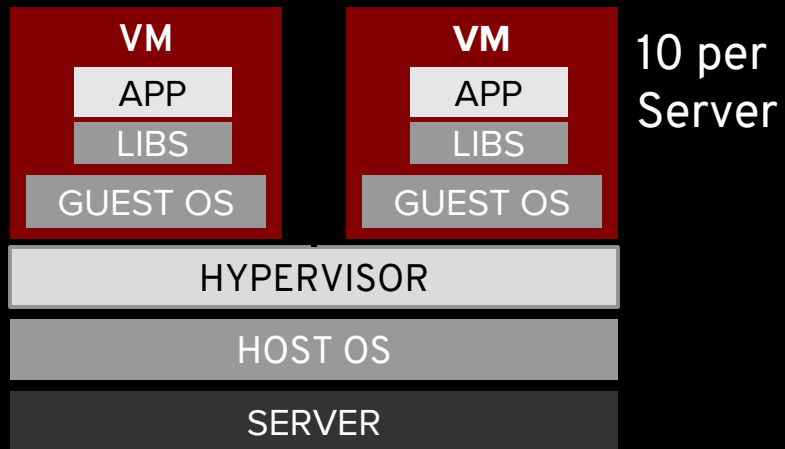 VM
APP
LIBS
GUEST OS
VM
APP
LIBS
GUEST OS
10 per
Server
HYPERVISOR
HOST OS
SERVER